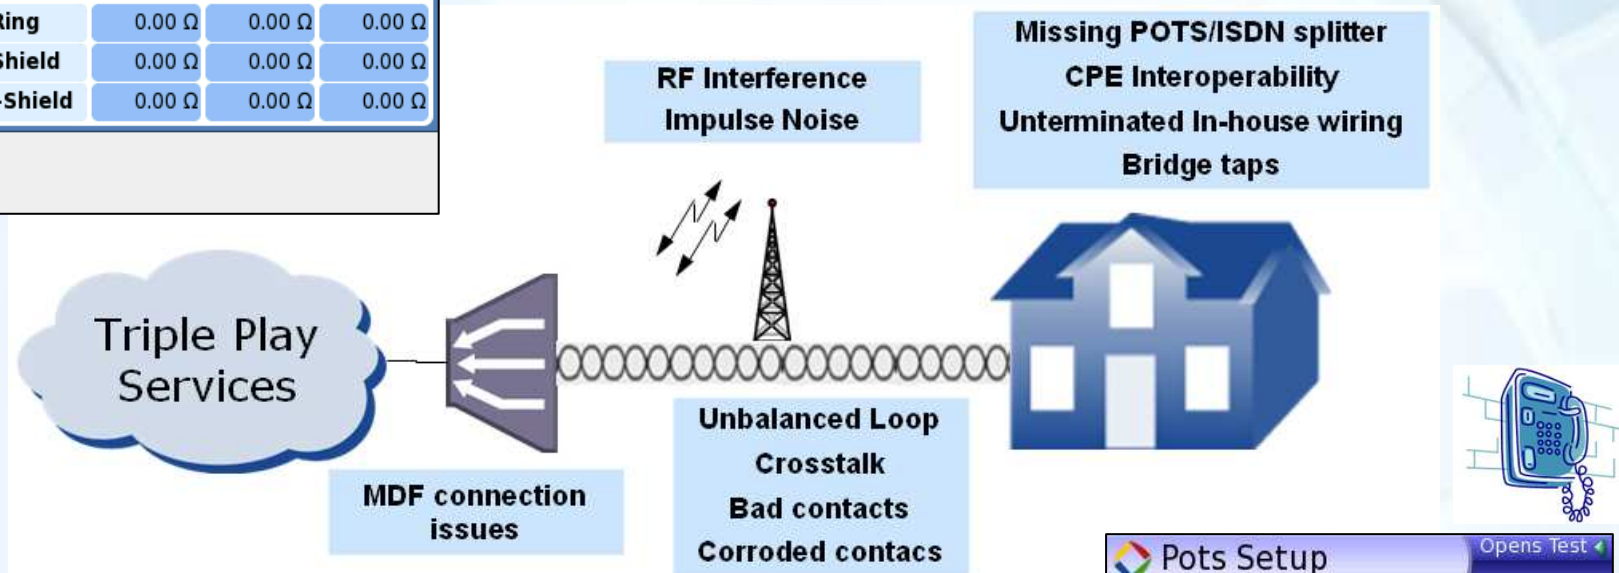 Ring 0.00 Ω 0.00 Ω 0.00 Ω
Shield 0.00 Ω 0.00 Ω 0.00 Ω
-Shield 0.00 Ω 0.00 Ω 0.00 Ω
RF Interference
Impulse Noise
Missing POTS/ISDN splitter
CPE Interoperability
Unterminated In-house wiring
Bridge taps
Triple Play
Services
MDF connection
issues
Unbalanced Loop
Crosstalk
Bad contacts
Corroded contacs
Pots Setup
Opens Test